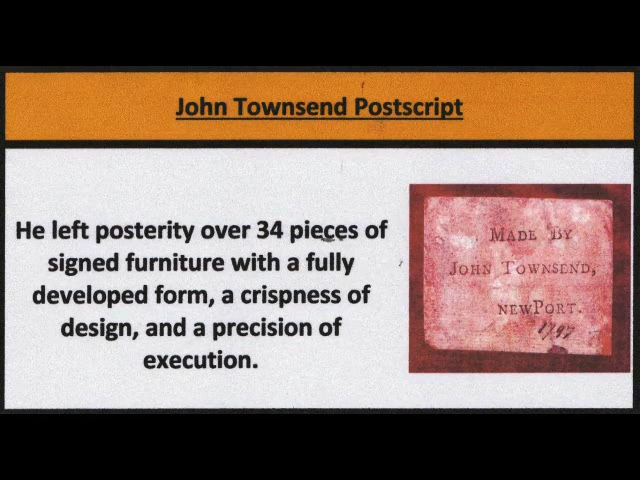 John Townsend Postscript
He left posterity over 34 pieces of
signed furniture with a fully
developed form, a crispness of
design, and a precision of
execution.
MADE BY
JOHN TOWNSEND,
NEWPORT.
1797